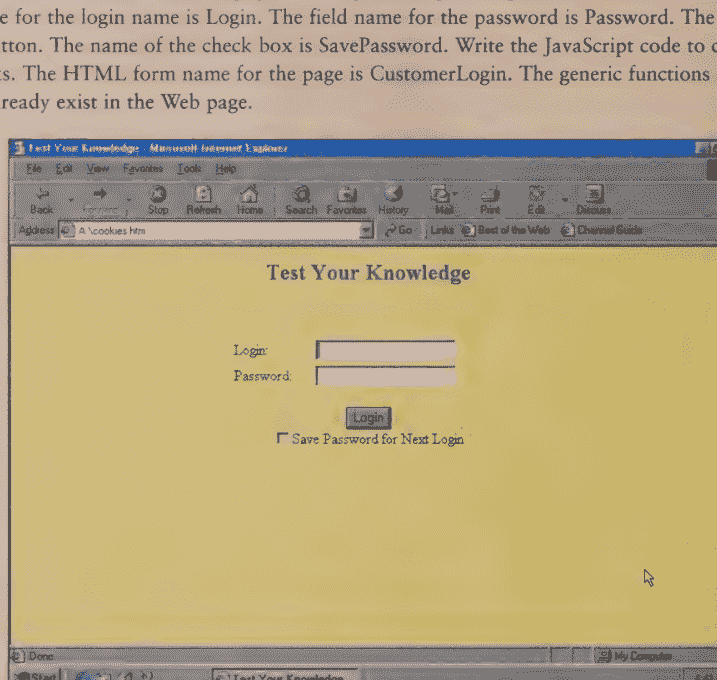 e for the login name is Login. The field name for the password is Password. The
tton. The name of the check box is SavePassword. Write the JavaScript code to c
s. The HTML form name for the page is CustomerLogin. The generic functions
ready exist in the Web page.
Test Your Knowledge - Microsoft Internet Explorer
File Edit View Favorites Tools Help
Back Stop Refresh Home Search Favorites History Mail Print Edit Discuss
Address A:\cookies.htm Go Links Best of the Web Channel Guide
Test Your Knowledge
Login:
Password:
Login
Save Password for Next Login
Done My Computer
Start Test Your Knowledge